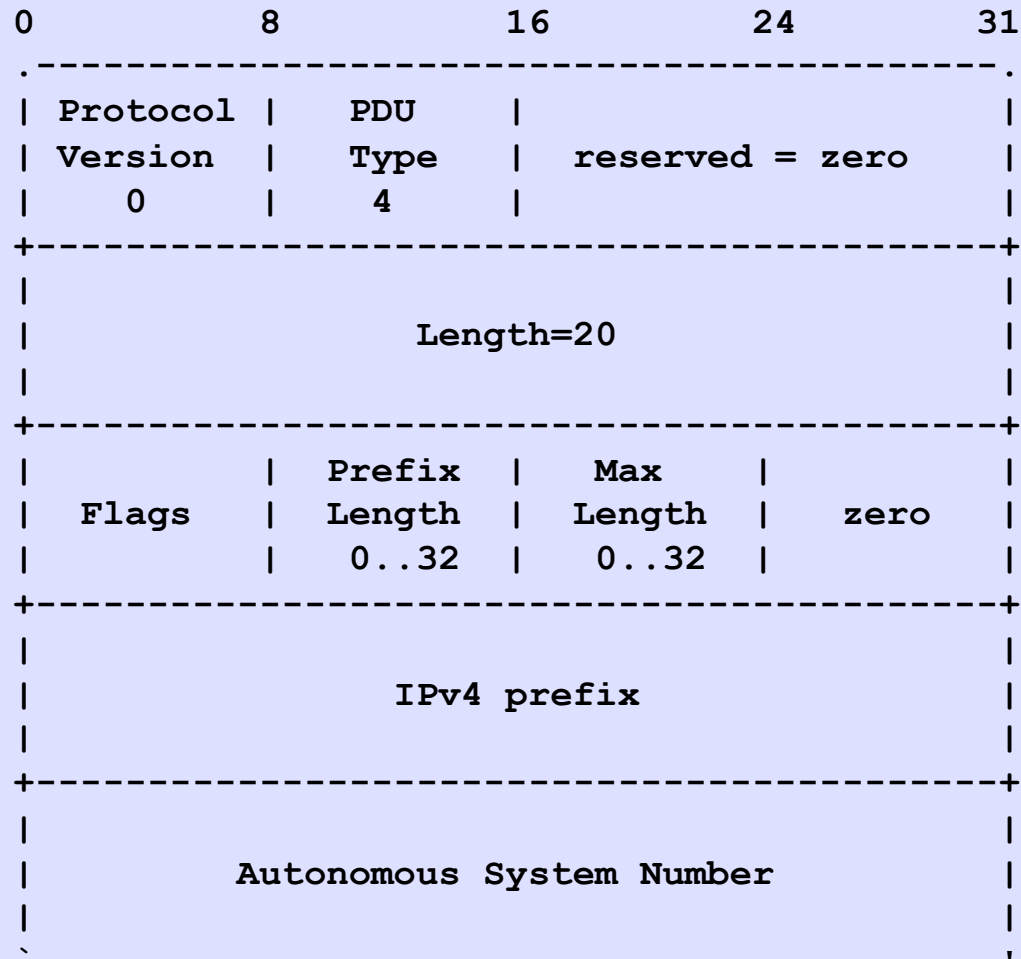 0 8 16 24 31
.-----------------------------------------.
| Protocol | PDU | |
| Version | Type | reserved = zero |
| 0 | 4 | |
+-----------------------------------------+
| |
| Length=20 |
| |
+-----------------------------------------+
| | Prefix | Max | |
| Flags | Length | Length | zero |
| | 0..32 | 0..32 | |
+-----------------------------------------+
| |
| IPv4 prefix |
| |
+-----------------------------------------+
| |
| Autonomous System Number |
| |
` '